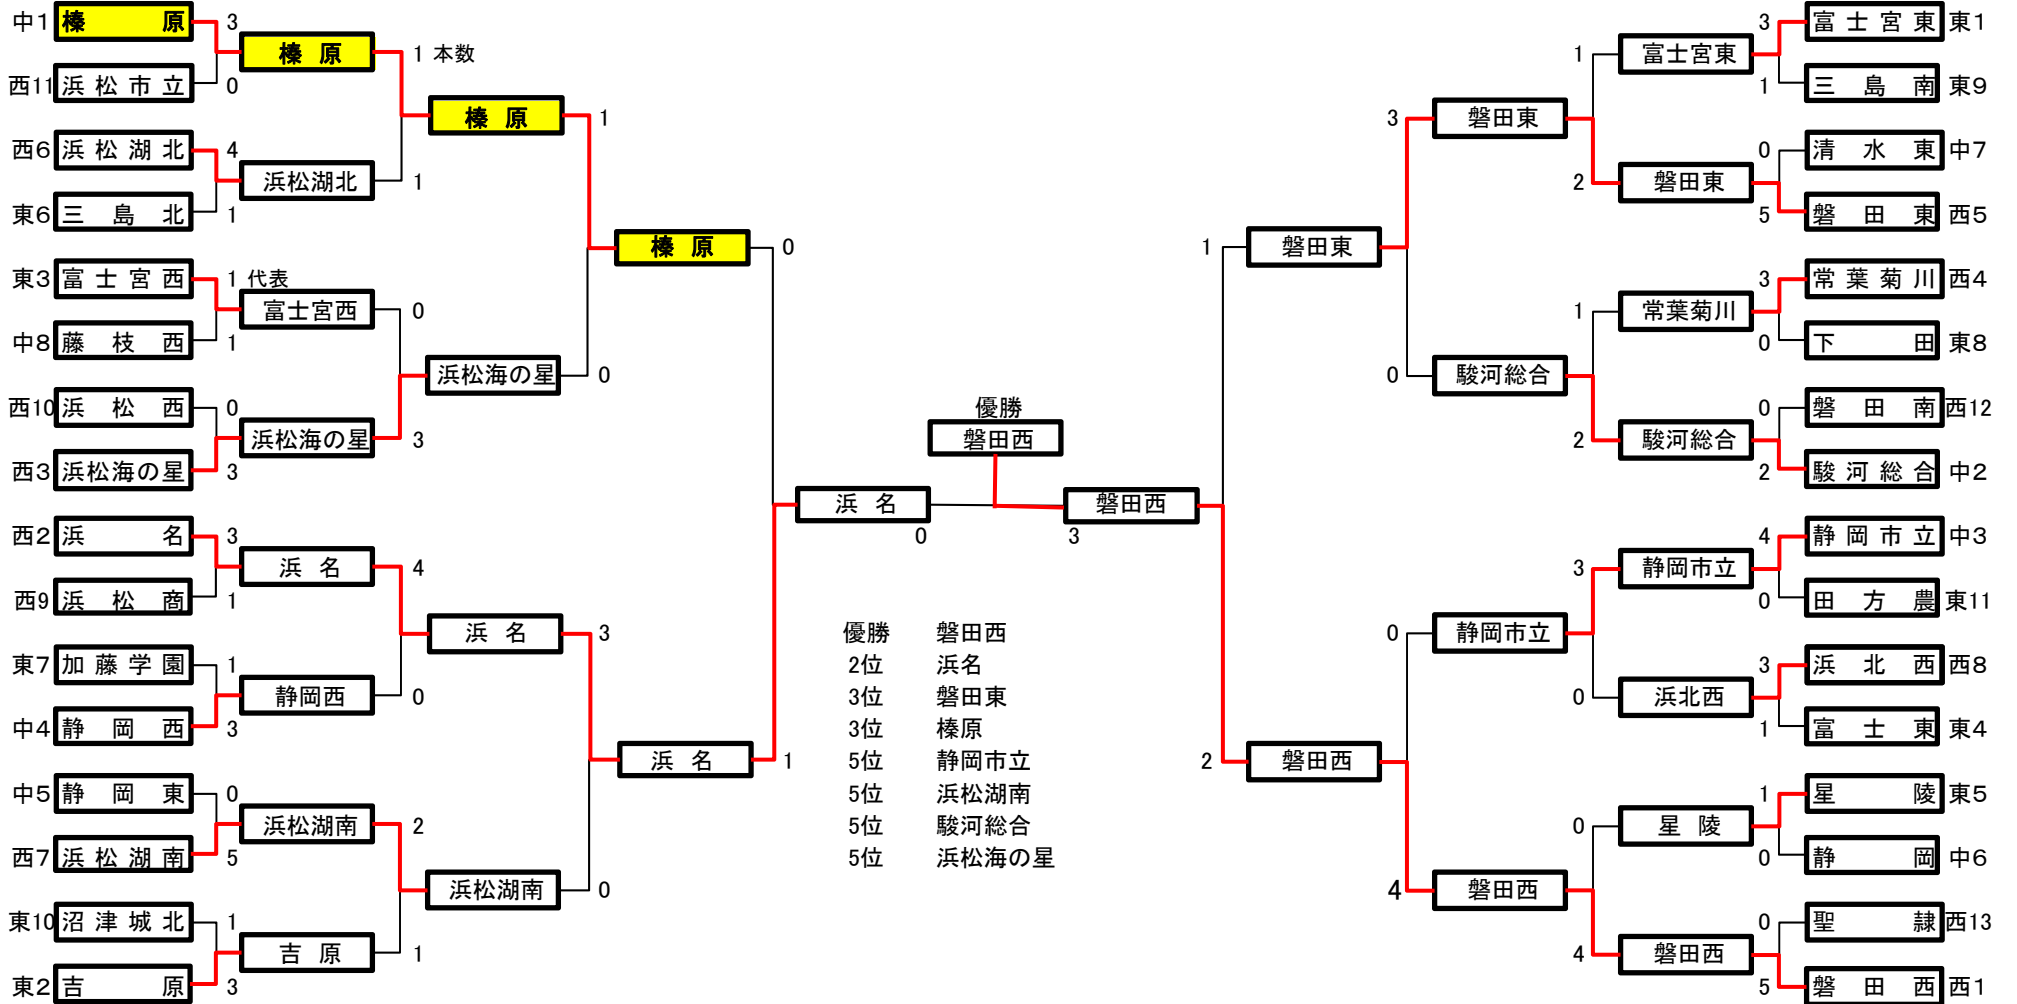 中1 榛原 3
榛原 1 本数
西11 浜松市立 0
榛原 1
西6 浜松湖北 4
浜松湖北 1
東6 三島北 1
榛原 0
東3 富士宮西 1 代表
富士宮西 0
中8 藤枝西 1
浜松海の星 0
西10 浜松西 0
浜松海の星 3
西3 浜松海の星 3
西2 浜名 3
浜名 4
西9 浜松商 1
浜名 3
東7 加藤学園 1
静岡西 0
中4 静岡西 3
浜名 1
中5 静岡東 0
浜松湖南 2
西7 浜松湖南 5
浜松湖南 0
東10 沼津城北 1
吉原 1
東2 吉原 3
優勝
磐田西
浜名 0
3 磐田西
優勝 磐田西
2位 浜名
3位 磐田東
3位 榛原
5位 静岡市立
5位 浜松湖南
5位 駿河総合
5位 浜松海の星
3 富士宮東 東1
1 富士宮東
1 三島南 東9
3 磐田東
0 清水東 中7
2 磐田東
5 磐田東 西5
1 磐田東
3 常葉菊川 西4
1 常葉菊川
0 下田 東8
0 駿河総合
0 磐田南 西12
2 駿河総合
2 駿河総合 中2
4 静岡市立 中3
3 静岡市立
0 田方農 東11
0 静岡市立
3 浜北西 西8
0 浜北西
1 富士東 東4
2 磐田西
1 星陵 東5
0 星陵
0 静岡 中6
4 磐田西
0 聖隷 西13
4 磐田西
5 磐田西 西1